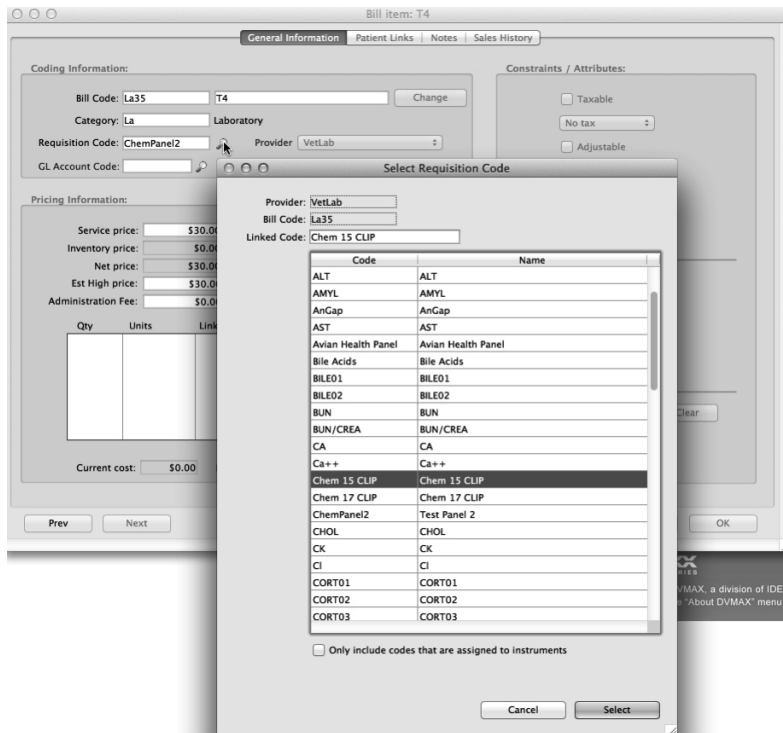 Bill item: T4
General Information Patient Links Notes Sales History
Coding Information:
Constraints / Attributes:
Bill Code: La35 T4 Change
Taxable
Category: La Laboratory
No tax
Requisition Code: ChemPanel2 Provider VetLab
Adjustable
GL Account Code:
Select Requisition Code
Pricing Information:
Service price: $30.00
Inventory price: $0.0
Net price: $30.0
Est High price: $30.0
Administration Fee: $0.0
Qty Units Link
Current cost: $0.00
Prev Next
Clear
OK
Provider: VetLab
Bill Code: La35
Linked Code: Chem 15 CLIP
Code Name
ALT ALT
AMYL AMYL
AnGap AnGap
AST AST
Avian Health Panel Avian Health Panel
Bile Acids Bile Acids
BILE01 BILE01
BILE02 BILE02
BUN BUN
BUN/CREA BUN/CREA
CA CA
Ca++ Ca++
Chem 15 CLIP Chem 15 CLIP
Chem 17 CLIP Chem 17 CLIP
ChemPanel2 Test Panel 2
CHOL CHOL
CK CK
Cl Cl
CORT01 CORT01
CORT02 CORT02
CORT03 CORT03
Only include codes that are assigned to instruments
Cancel Select
VMAX, a division of IDE
"About DVMAX" menu